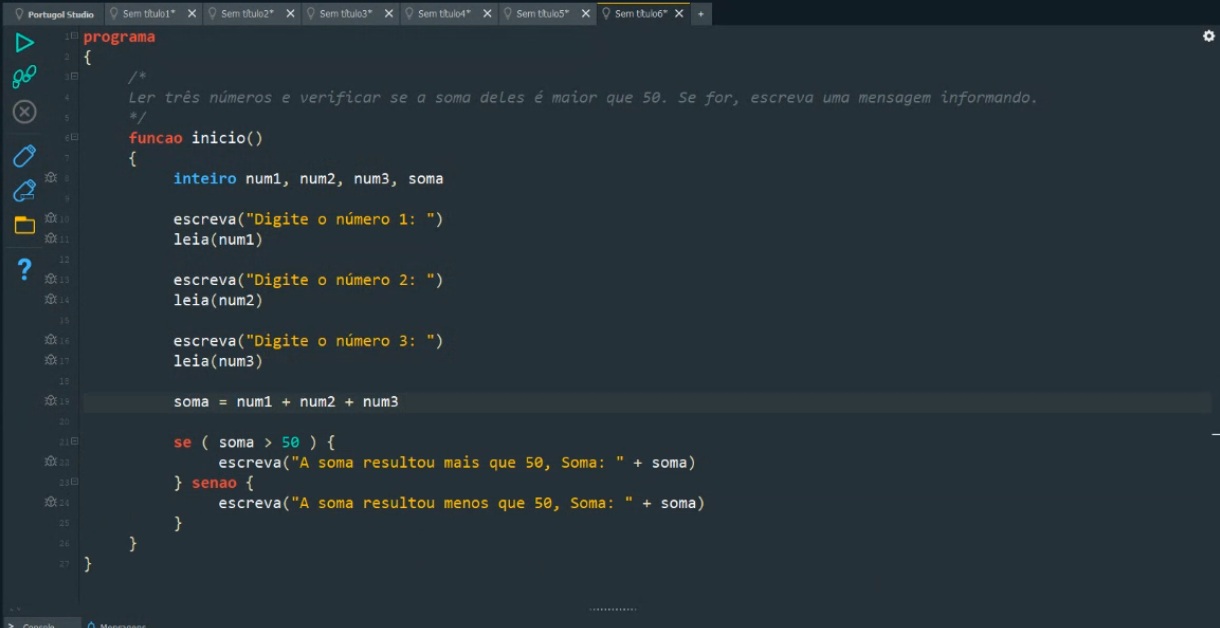 Portugol Studio Sem título1* Sem título2* Sem título3* Sem título4* Sem título5* Sem título6*
1 programa
2 {
3 /*
4 Ler três números e verificar se a soma deles é maior que 50. Se for, escreva uma mensagem informando.
5 */
6 funcao inicio()
7 {
8 inteiro num1, num2, num3, soma
9
10 escreva("Digite o número 1: ")
11 leia(num1)
12
13 escreva("Digite o número 2: ")
14 leia(num2)
15
16 escreva("Digite o número 3: ")
17 leia(num3)
18
19 soma = num1 + num2 + num3
20
21 se ( soma > 50 ) {
22 escreva("A soma resultou mais que 50, Soma: " + soma)
23 } senao {
24 escreva("A soma resultou menos que 50, Soma: " + soma)
25 }
26 }
27 }
Console Mensagens